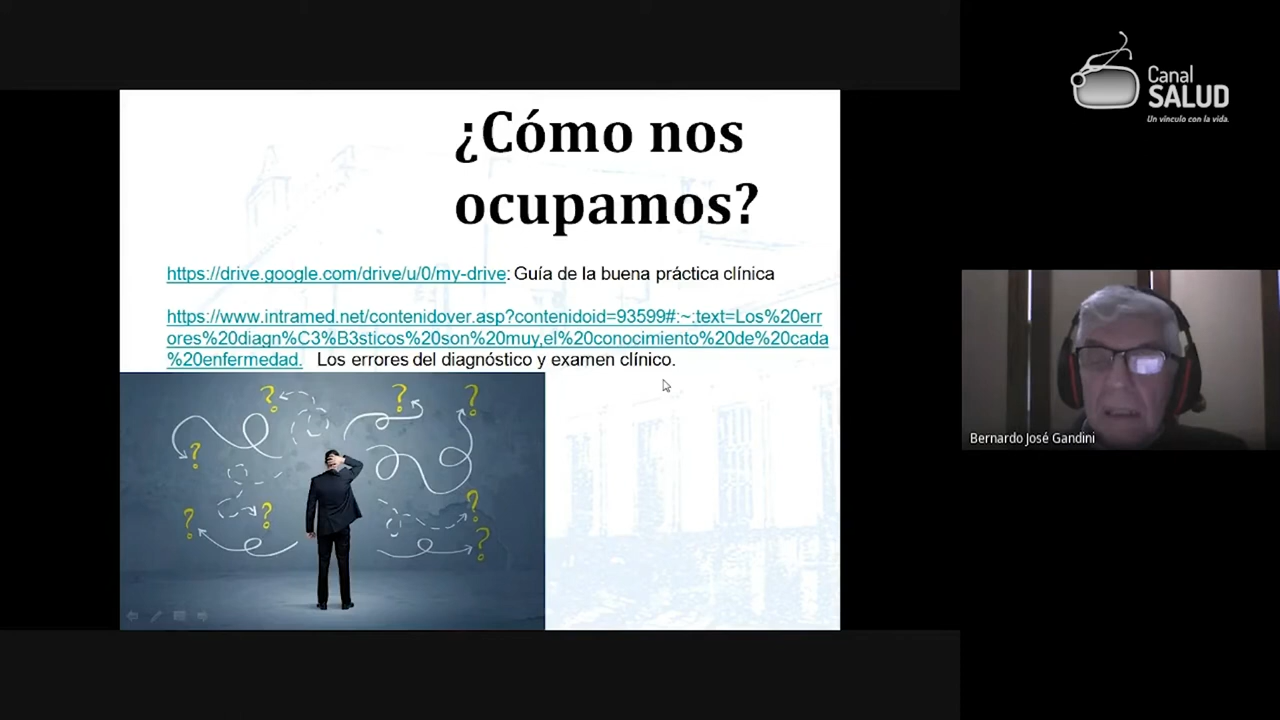 ¿Cómo nos
ocupamos?
https://drive.google.com/drive/u/0/my-drive: Guía de la buena práctica clínica
https://www.intramed.net/contenidover.asp?contenidoid=93599#:~:text=Los%20err
ores%20diagn%C3%B3sticos%20son%20muy,el%20conocimiento%20de%20cada
%20enfermedad. Los errores del diagnóstico y examen clínico.
? ? ?
?
? ? ?
?
Canal
SALUD
Un vínculo con la vida.
Bernardo José Gandini